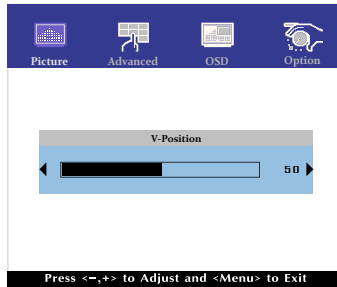 Picture Advanced OSD Option
V-Position
50
Press <-,+> to Adjust and <Menu> to Exit